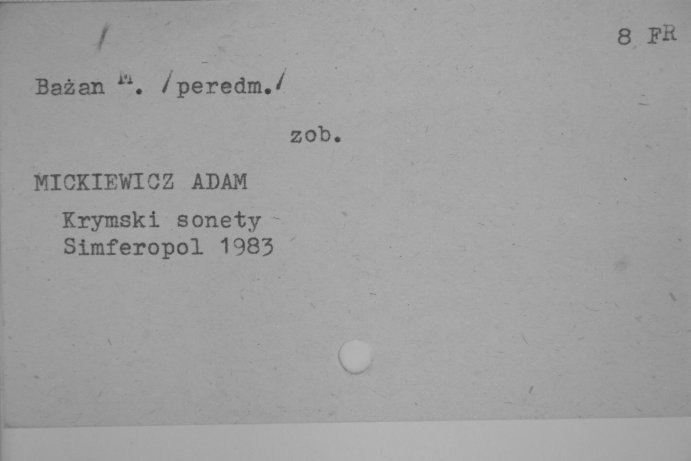 8 FR
Bażan M. /peredm./
zob.
MICKIEWICZ ADAM
Krymski sonety
Simferopol 1983